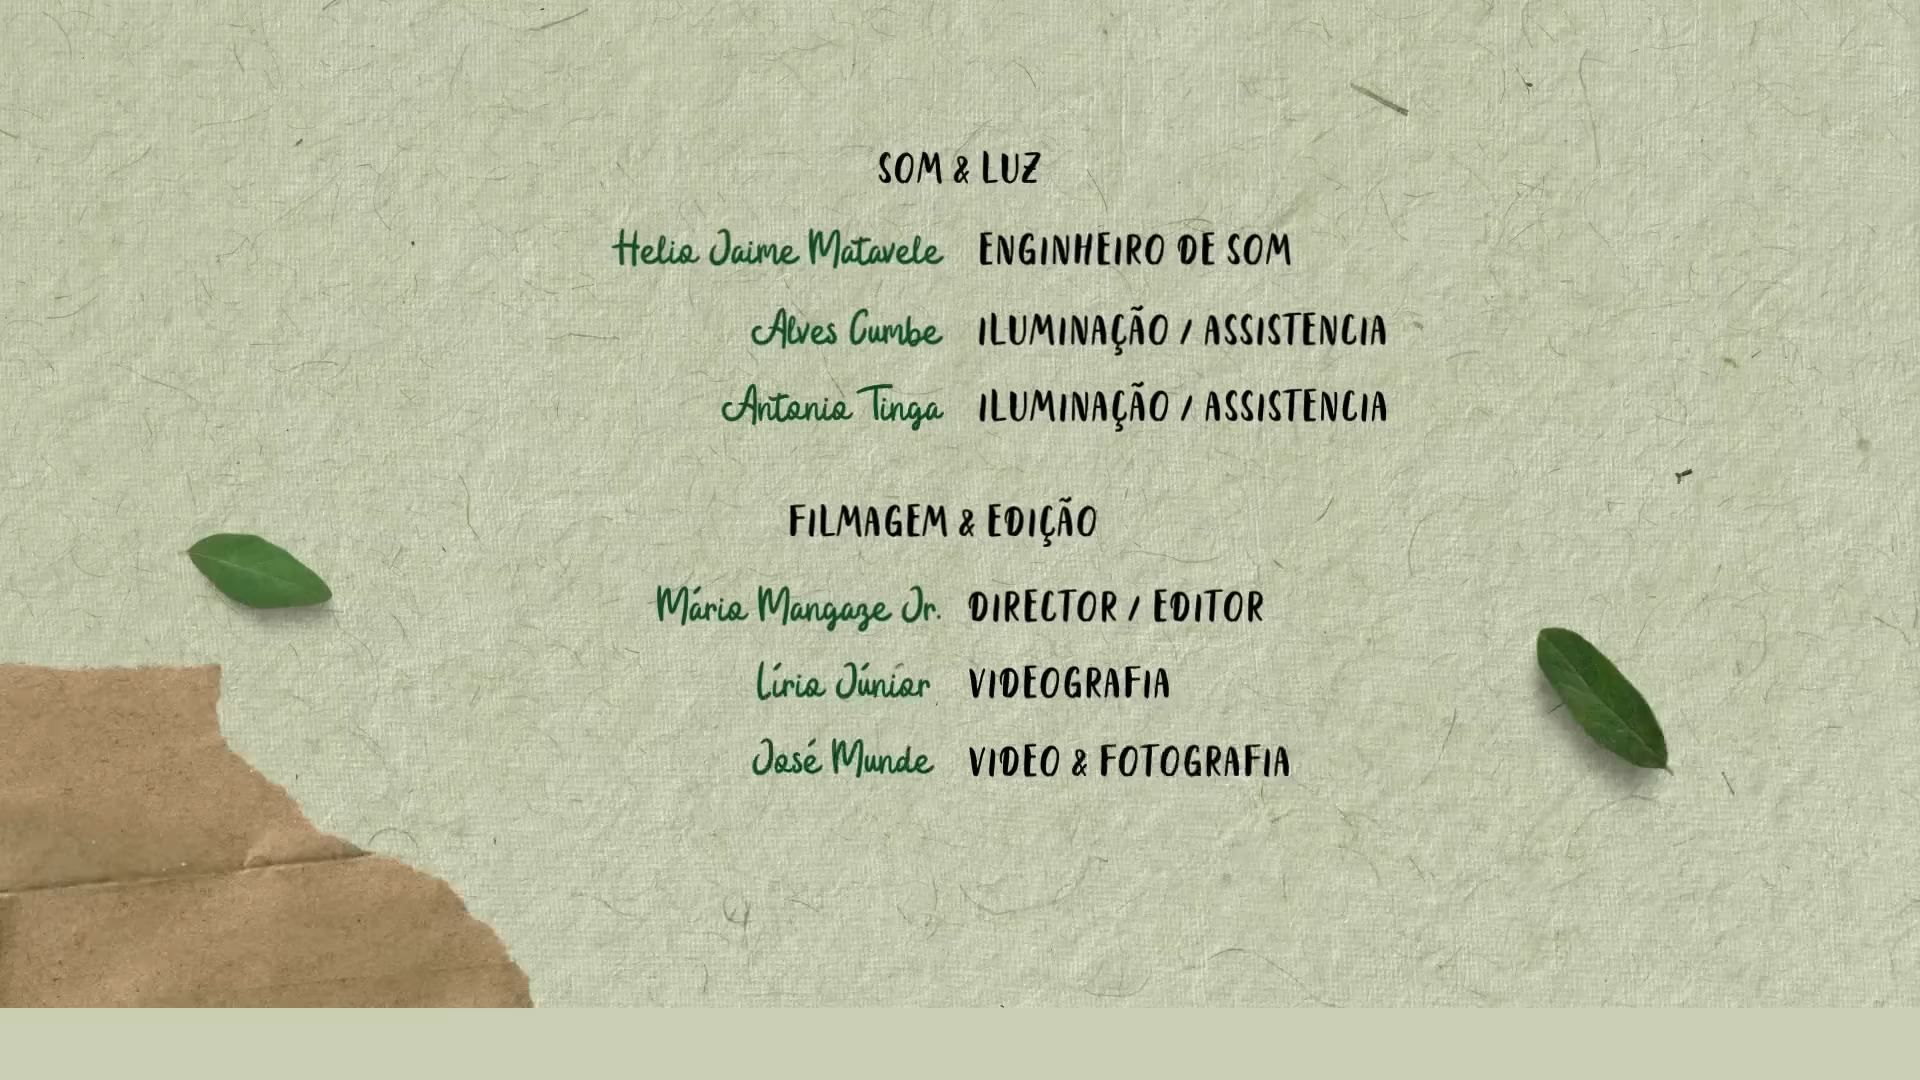 SOM & LUZ
Helio Jaime Matavele ENGINHEIRO DE SOM
Alves Cumbe ILUMINAÇÃO / ASSISTENCIA
Antonio Tinga ILUMINAÇÃO / ASSISTENCIA
FILMAGEM & EDIÇÃO
Mário Mangaze Jr. DIRECTOR / EDITOR
Lírio Júnior VIDEOGRAFIA
José Munde VIDEO & FOTOGRAFIA